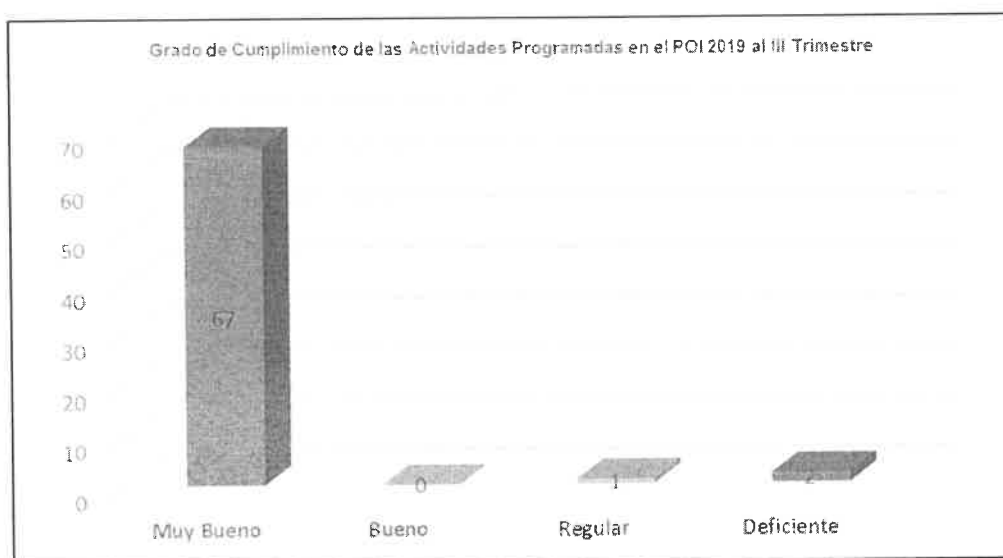 Grado de Cumplimiento de las Actividades Programadas en el POI 2019 al III Trimestre
70
60
50
40
30
20
10
0
67
0
1
2
Muy Bueno
Bueno
Regular
Deficiente